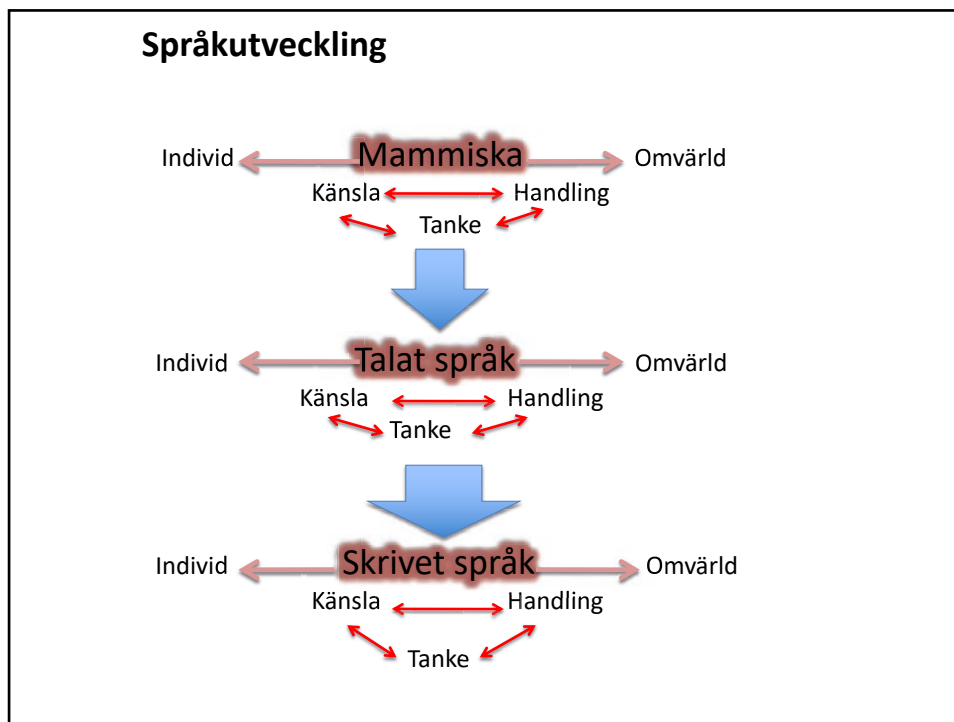 Språkutveckling
Individ Mammiska Omvärld
Känsla Handling
Tanke
Individ Talat språk Omvärld
Känsla Handling
Tanke
Individ Skrivet språk Omvärld
Känsla Handling
Tanke